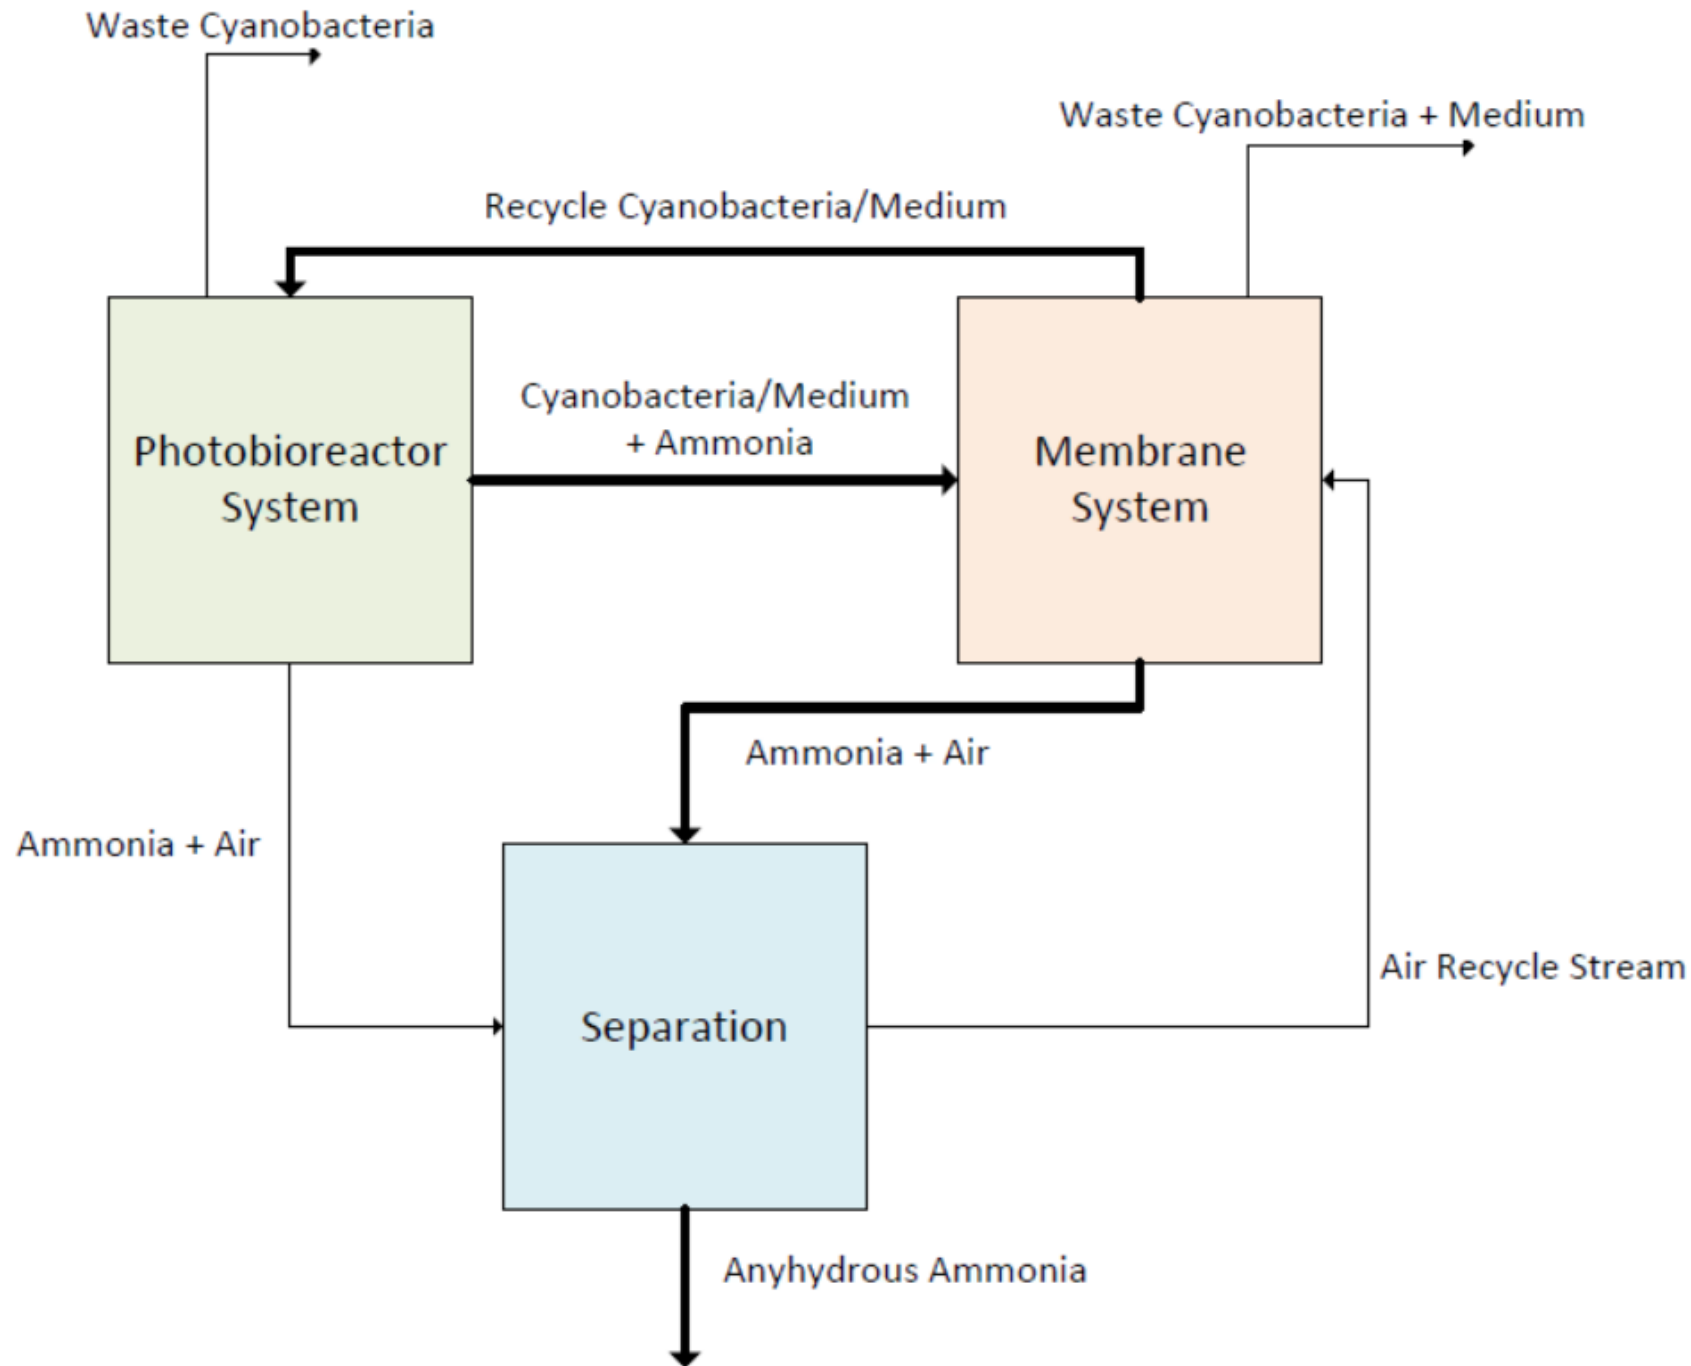 Waste Cyanobacteria
Waste Cyanobacteria + Medium
Recycle Cyanobacteria/Medium
Cyanobacteria/Medium
+ Ammonia
Photobioreactor
System
Membrane
System
Ammonia + Air
Ammonia + Air
Air Recycle Stream
Separation
Anyhydrous Ammonia